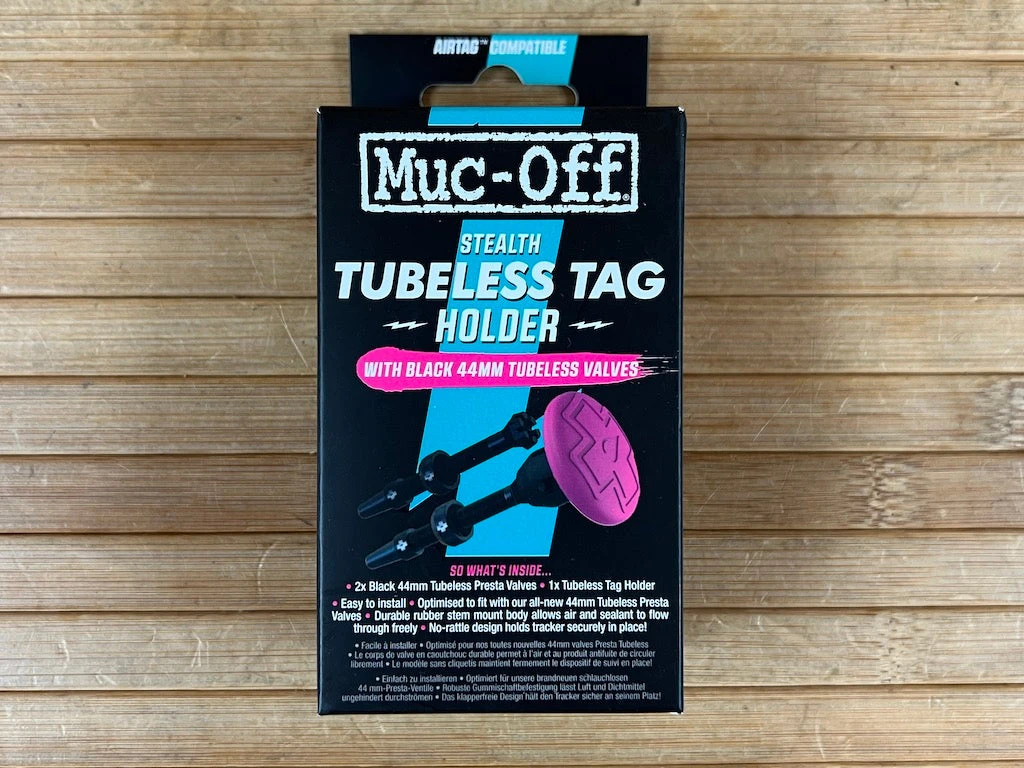 AIRTAG™ COMPATIBLE
Muc-Off®
STEALTH
TUBELESS TAG
HOLDER
WITH BLACK 44MM TUBELESS VALVES
SO WHAT'S INSIDE...
• 2x Black 44mm Tubeless Presta Valves • 1x Tubeless Tag Holder
• Easy to install • Optimised to fit with our all-new 44mm Tubeless Presta
Valves • Durable rubber stem mount body allows air and sealant to flow
through freely • No-rattle design holds tracker securely in place!
• Facile à installer • Optimisé pour nos toutes nouvelles 44mm valves Presta Tubeless
• Le corps de valve en caoutchouc durable permet à l'air et au produit antifuite de circuler
librement • Le modèle sans cliquetis maintient fermement le dispositif de suivi en place!
• Einfach zu installieren • Optimiert für unsere brandneuen schlauchlosen
44 mm-Presta-Ventile • Robuste Gummischaftbefestigung lässt Luft und Dichtmittel
ungehindert durchströmen • Das klapperfreie Design hält den Tracker sicher an seinem Platz!